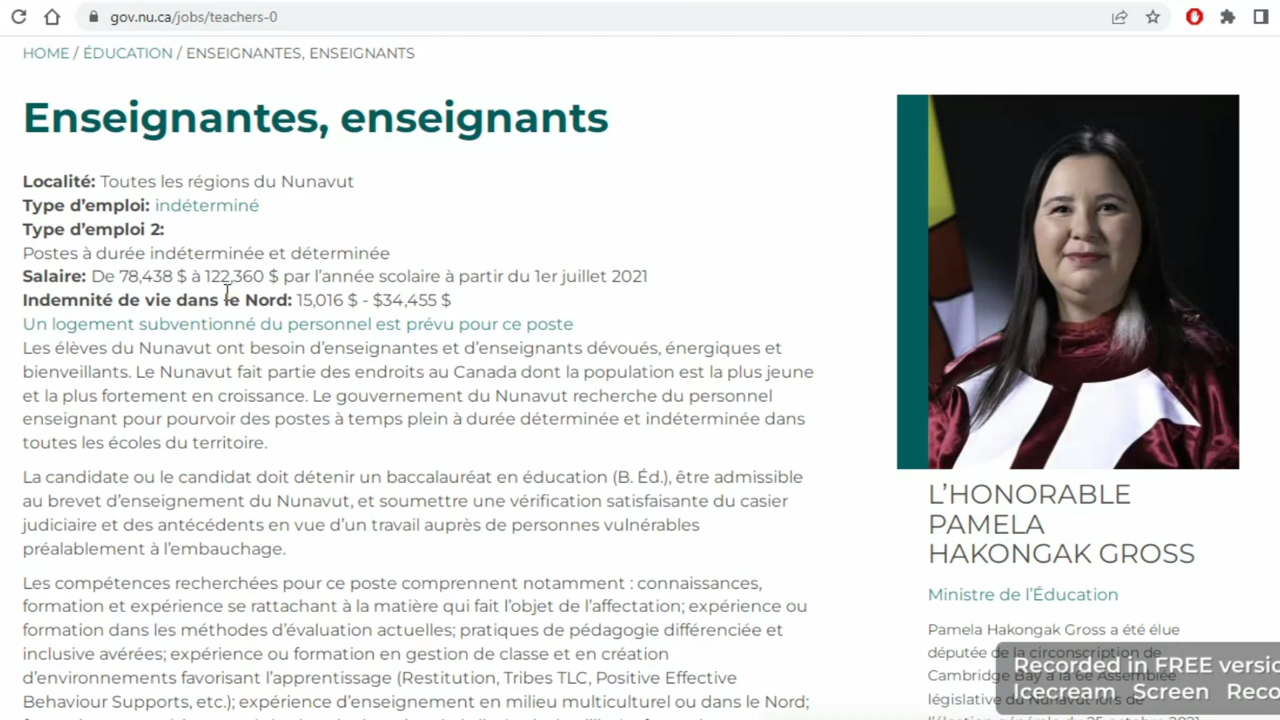 gov.nu.ca/jobs/teachers-0
HOME / ÉDUCATION / ENSEIGNANTES, ENSEIGNANTS
Enseignantes, enseignants
Localité: Toutes les régions du Nunavut
Type d'emploi: indéterminé
Type d'emploi 2:
Postes à durée indéterminée et déterminée
Salaire: De 78,438 $ à 122,360 $ par l'année scolaire à partir du 1er juillet 2021
Indemnité de vie dans le Nord: 15,016 $ - $34,455 $
Un logement subventionné du personnel est prévu pour ce poste
Les élèves du Nunavut ont besoin d'enseignantes et d'enseignants dévoués, énergiques et
bienveillants. Le Nunavut fait partie des endroits au Canada dont la population est la plus jeune
et la plus fortement en croissance. Le gouvernement du Nunavut recherche du personnel
enseignant pour pourvoir des postes à temps plein à durée déterminée et indéterminée dans
toutes les écoles du territoire.
La candidate ou le candidat doit détenir un baccalauréat en éducation (B. Éd.), être admissible
au brevet d'enseignement du Nunavut, et soumettre une vérification satisfaisante du casier
judiciaire et des antécédents en vue d'un travail auprès de personnes vulnérables
préalablement à l'embauchage.
Les compétences recherchées pour ce poste comprennent notamment : connaissances,
formation et expérience se rattachant à la matière qui fait l'objet de l'affectation; expérience ou
formation dans les méthodes d'évaluation actuelles; pratiques de pédagogie différenciée et
inclusive avérées; expérience ou formation en gestion de classe et en création
d'environnements favorisant l'apprentissage (Restitution, Tribes TLC, Positive Effective
Behaviour Supports, etc.); expérience d'enseignement en milieu multiculturel ou dans le Nord;
L'HONORABLE
PAMELA
HAKONGAK GROSS
Ministre de l'Éducation
Pamela Hakongak Gross a été élue
députée de la circonscription de
Cambridge Bay à la 6e Assemblée
législative du Nunavut lors de
Recorded in FREE versio
Icecream Screen Reco